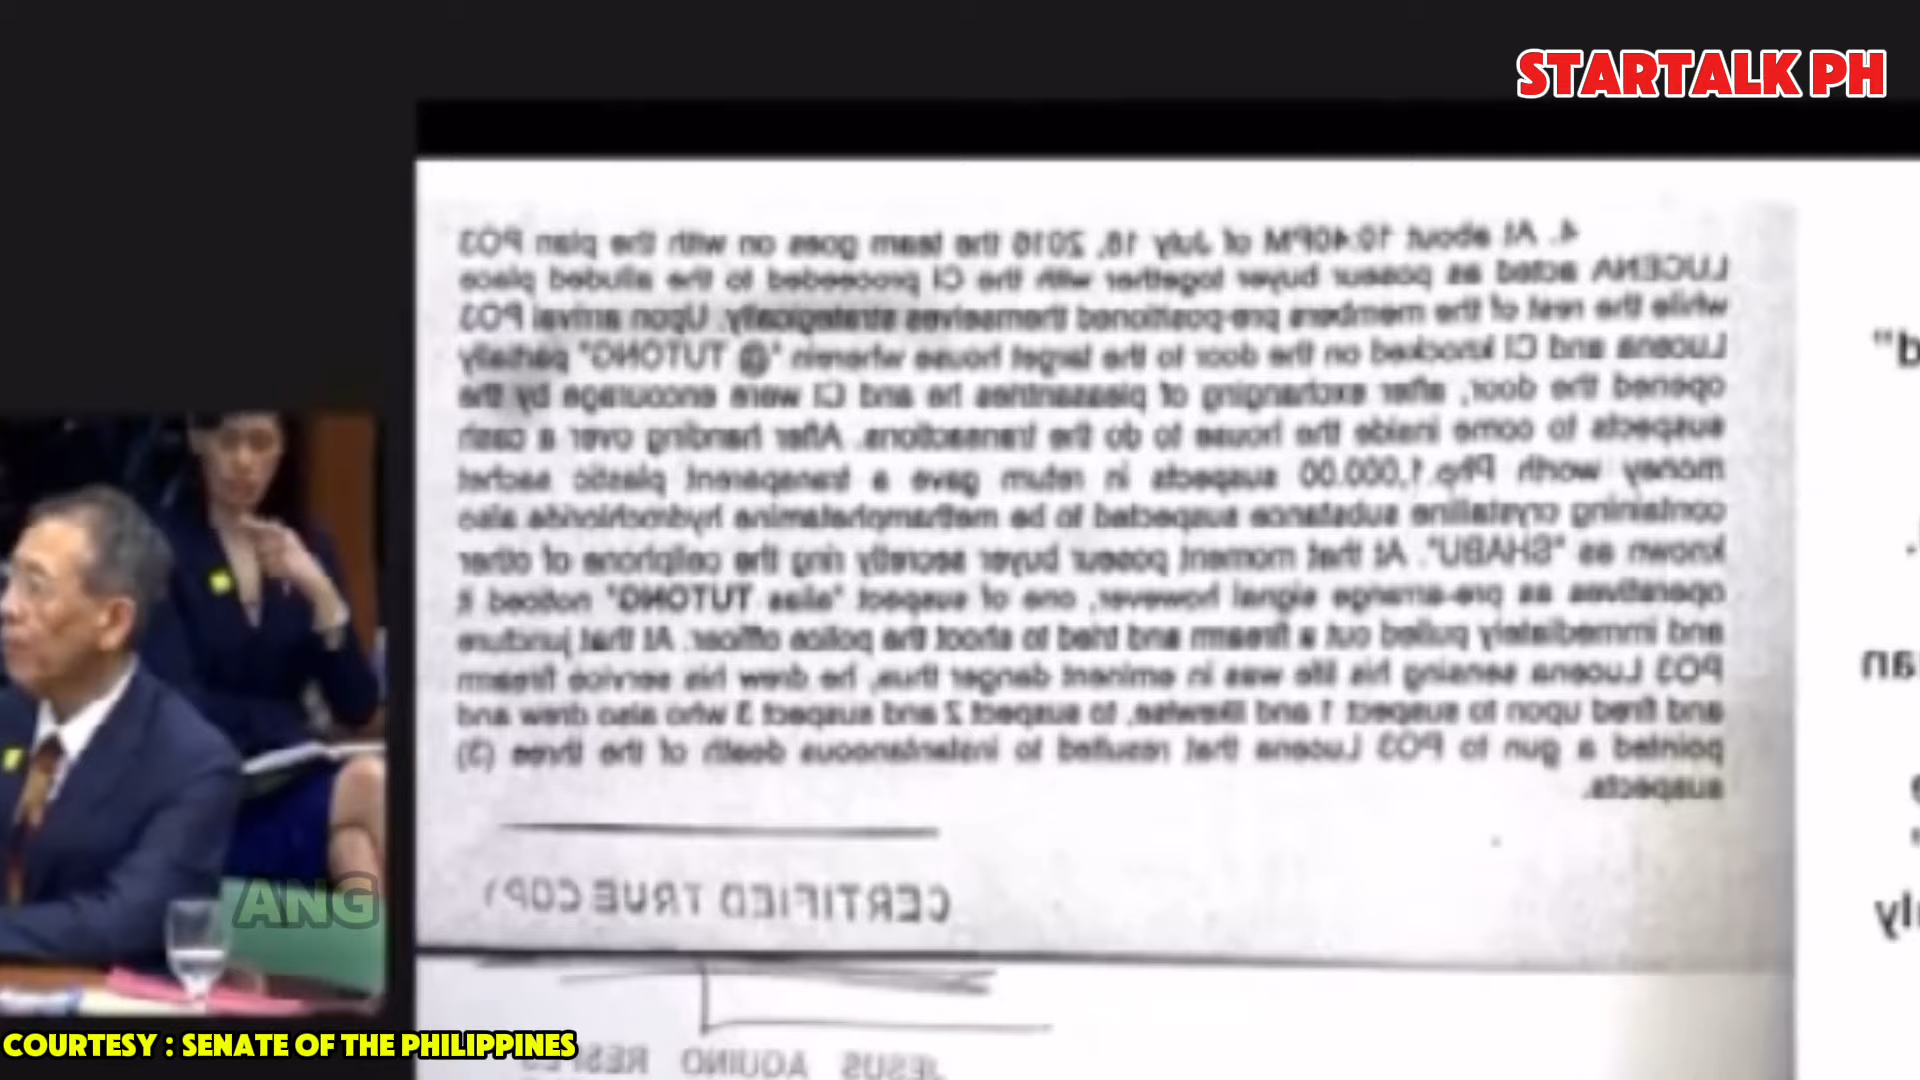 STARTALK PH
4. At about 10:40PM of July 18, 2016 the team goes on with the plan PO3
LUCENA acted as poseur buyer together with the CI proceeded to the alluded place
while the rest of the members pre-positioned themselves strategically. Upon arrival PO3
Lucena and CI knocked on the door to the target house wherein "@ TUTONG" partially
opened the door, after exchanging of pleasantries he and CI were encourage by the
suspects to come inside the house to do the transactions. After handing over a cash
money worth Php.1,000.00 suspects in return gave a transparent plastic sachet
containing crystalline substance suspected to be methamphetamine hydrochloride also
known as "SHABU". At that moment poseur buyer secretly ring the cellphone of other
operatives as pre-arrange signal however, one of suspect "alias TUTONG" noticed it
and immediately pulled out a firearm and tried to shoot the police officer. At that juncture
PO3 Lucena sensing his life was in eminent danger thus, he drew his service firearm
and fired upon to suspect 1 and likewise, to suspect 2 and suspect 3 who also drew and
pointed a gun to PO3 Lucena that resulted to instantaneous death of the three (3)
suspects.
CERTIFIED TRUE COPY
JESUS AQUINO
ANG
COURTESY : SENATE OF THE PHILIPPINES